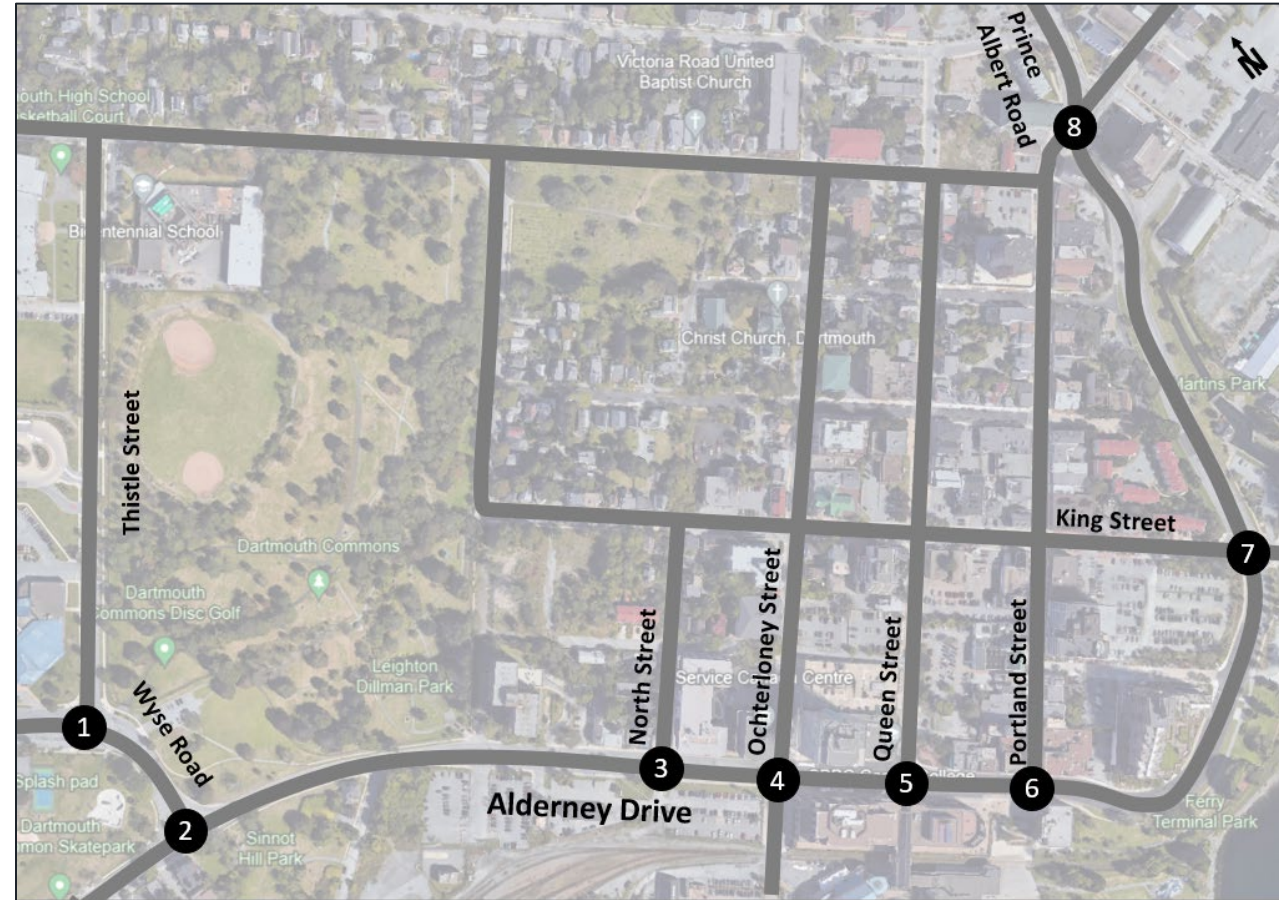 Prince
Albert Road
N
8
Victoria Road United
Baptist Church
outh High School
sketball Court
Bicentennial School
Christ Church, Dartmouth
Martins Park
Thistle Street
King Street
7
Dartmouth Commons
Dartmouth
Commons Disc Golf
Leighton
Dillman Park
North Street
Service Canada Centre
Ochterloney Street
Queen Street
Portland Street
1
Wyse Road
3
4
5
6
College
Splash pad
Alderney Drive
Ferry
Terminal Park
2
Dartmouth
mon Skatepark
Sinnot
Hill Park